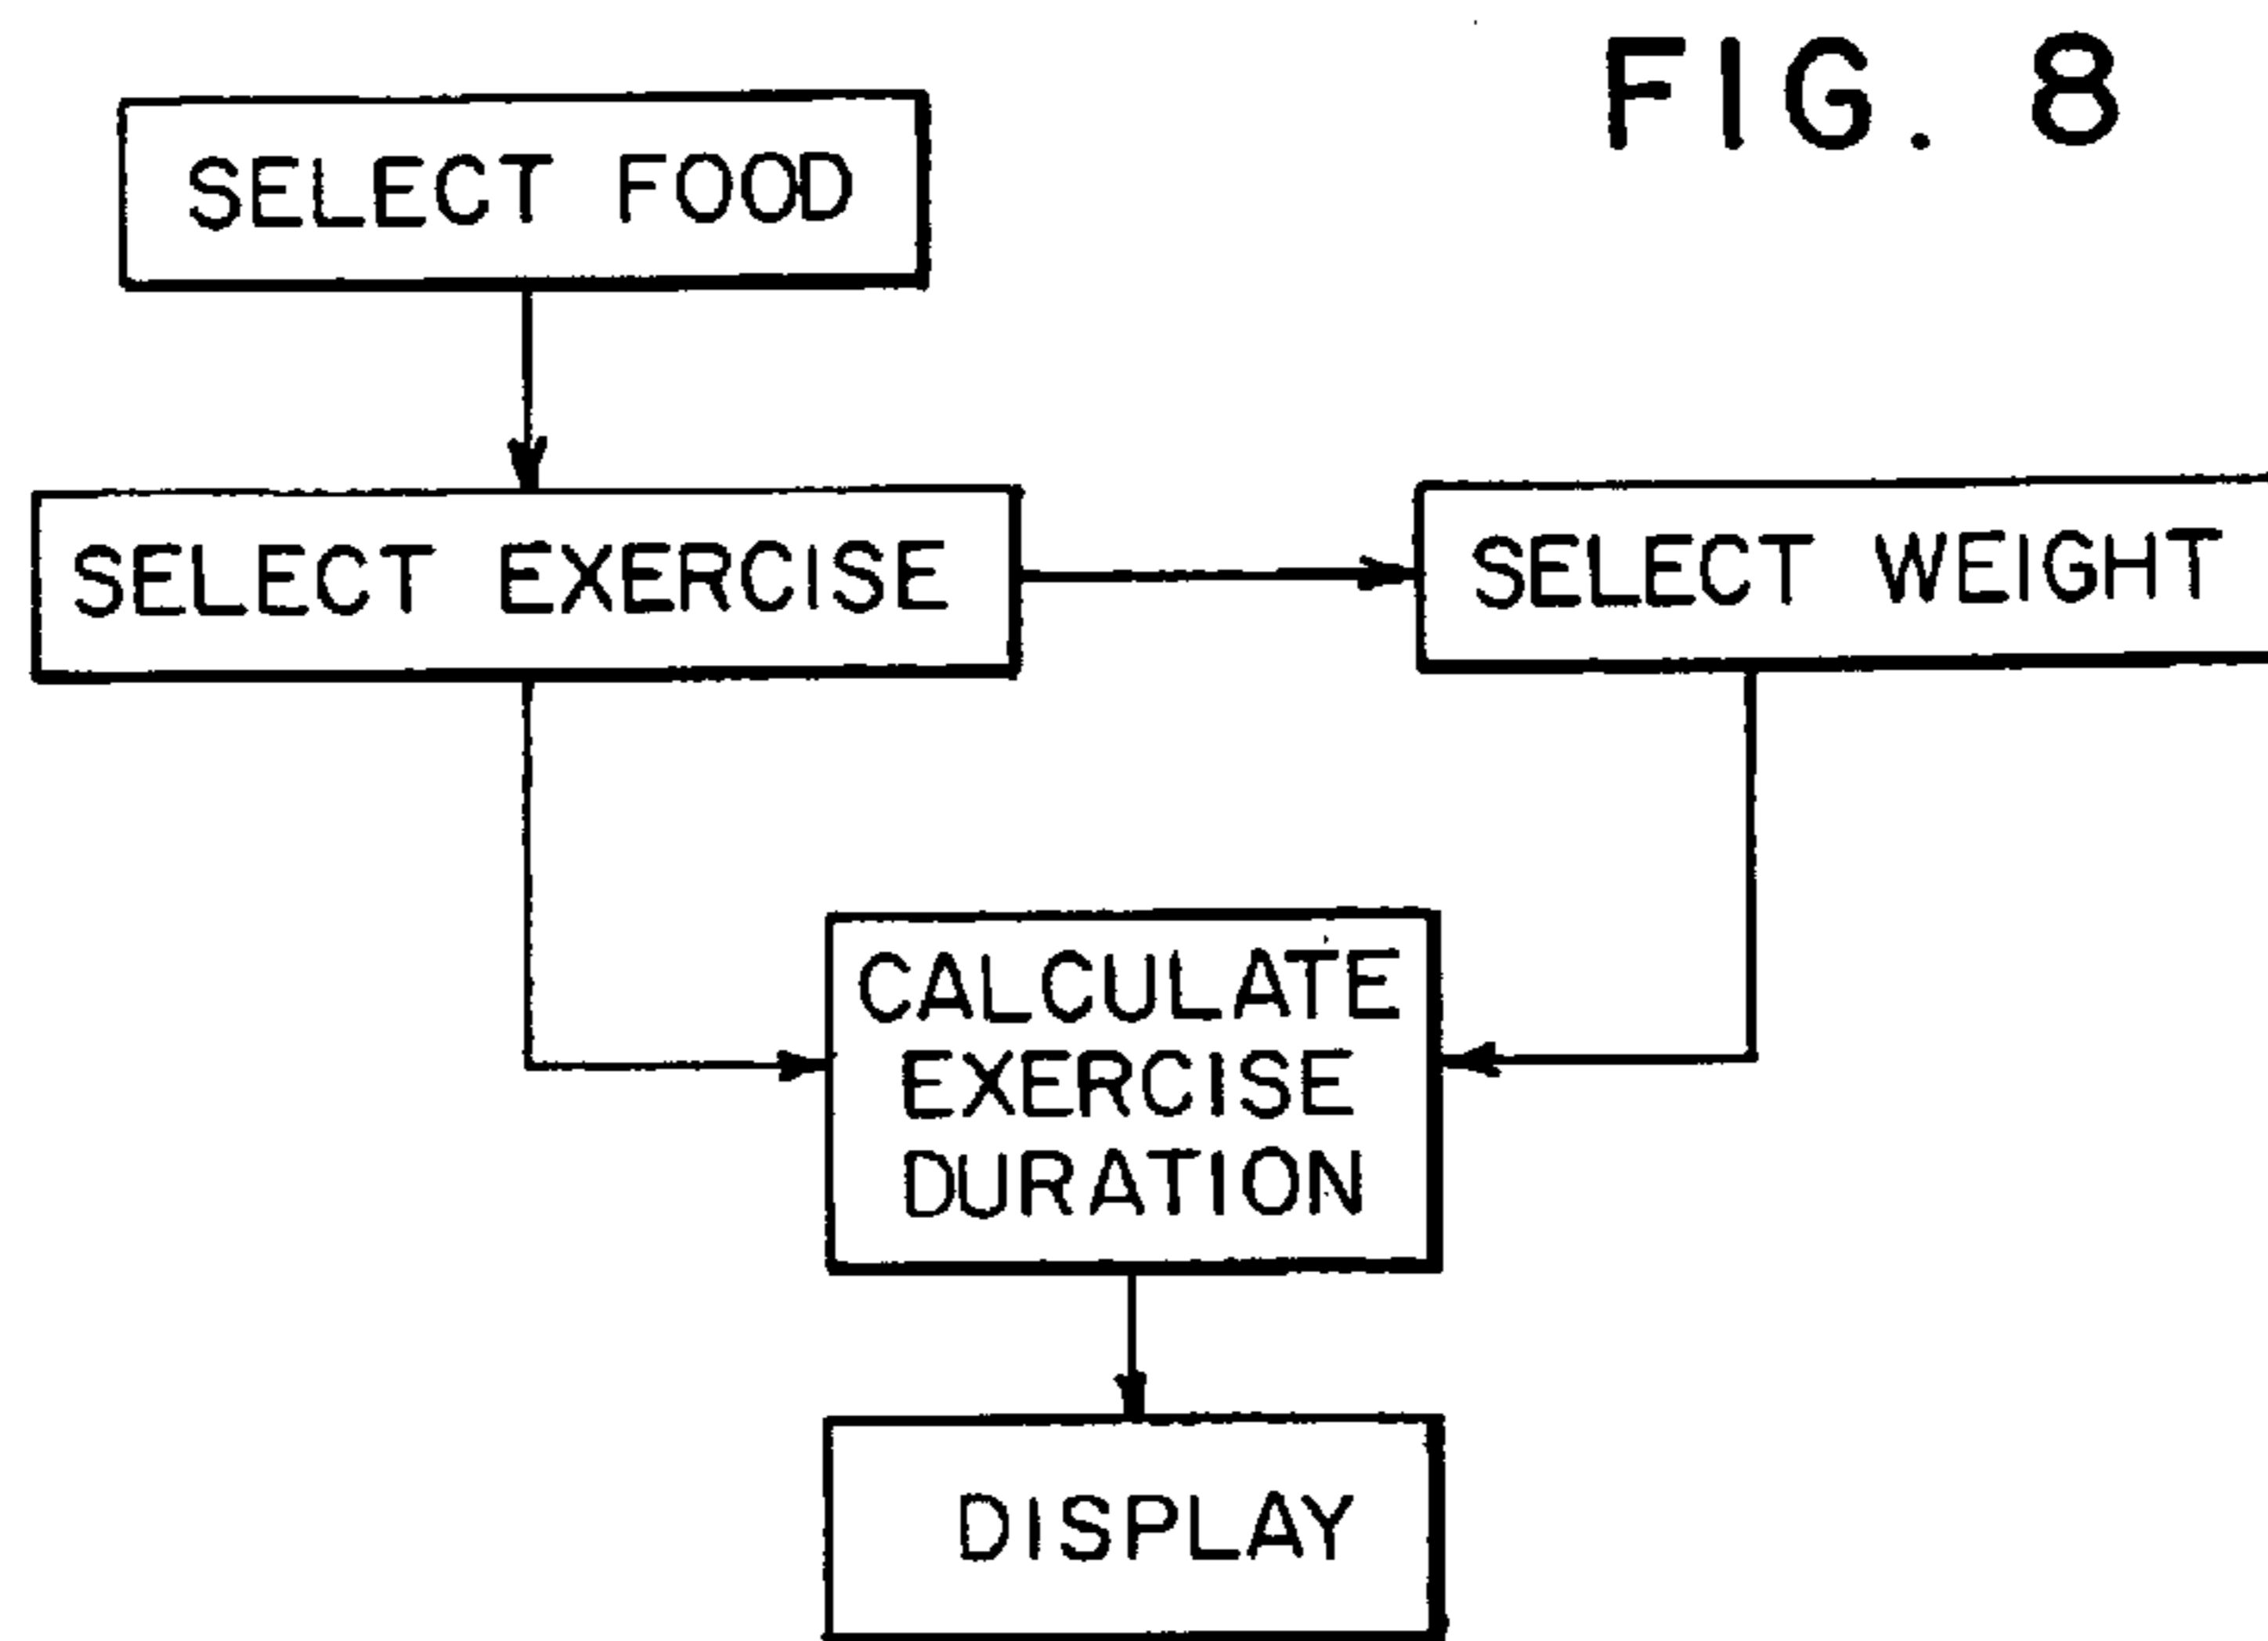 FIG. 8
SELECT FOOD
SELECT EXERCISE
SELECT WEIGHT
CALCULATE
EXERCISE
DURATION
DISPLAY